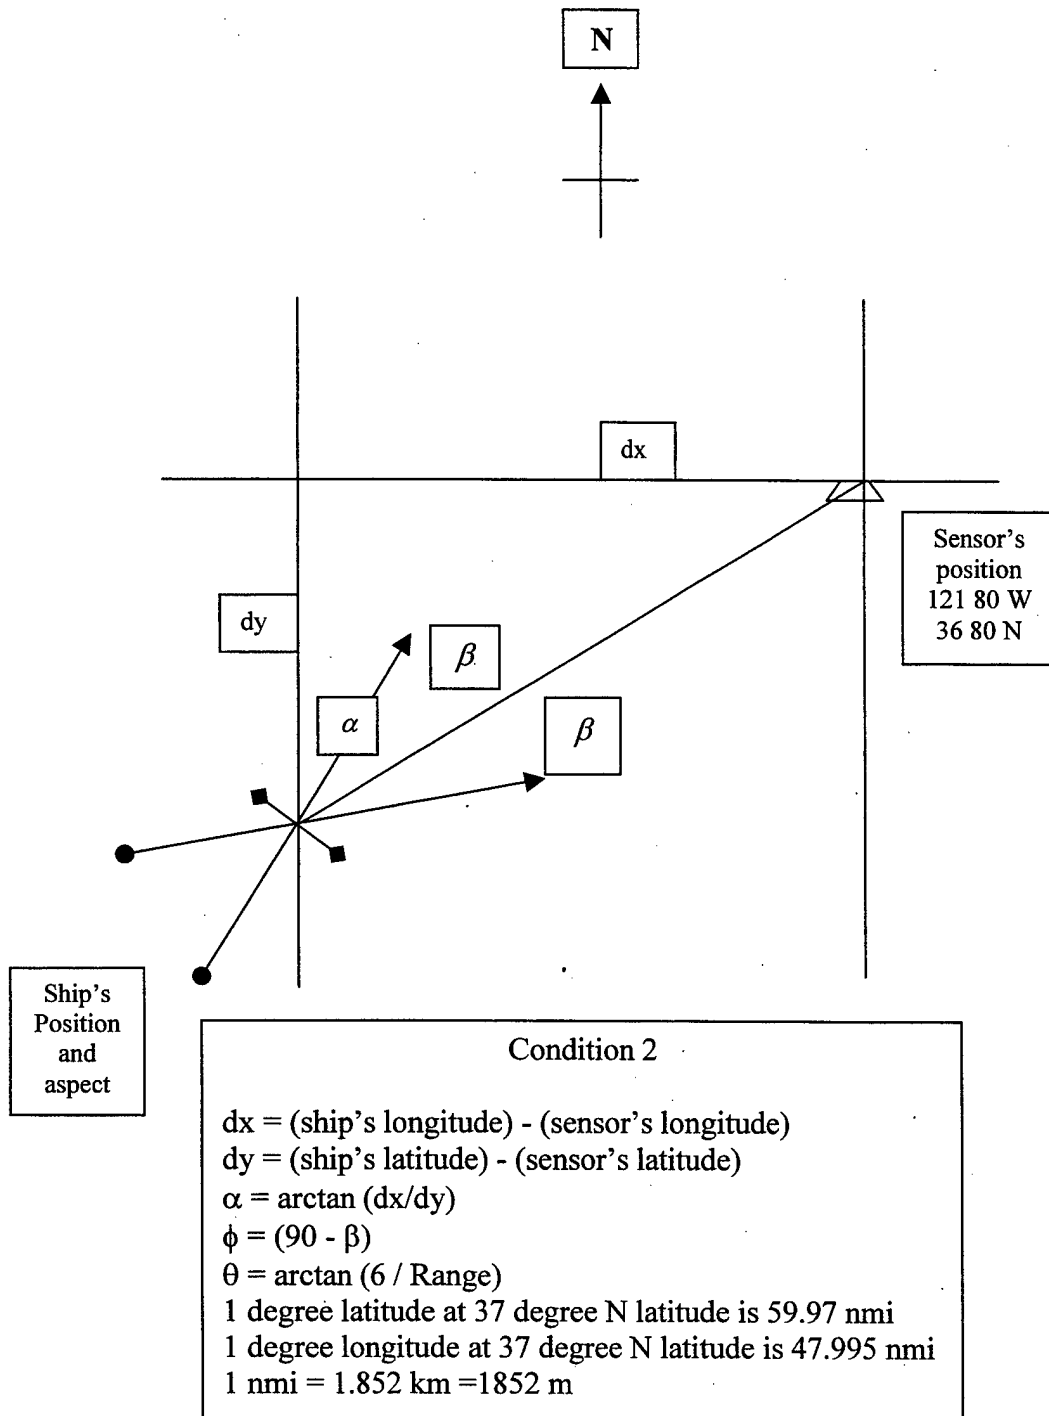 N
dx
Sensor's
position
121 80 W
36 80 N
dy
β
α
β
Ship's
Position
and
aspect
Condition 2
dx = (ship's longitude) - (sensor's longitude)
dy = (ship's latitude) - (sensor's latitude)
α = arctan (dx/dy)
ϕ = (90 - β)
θ = arctan (6 / Range)
1 degree latitude at 37 degree N latitude is 59.97 nmi
1 degree longitude at 37 degree N latitude is 47.995 nmi
1 nmi = 1.852 km =1852 m